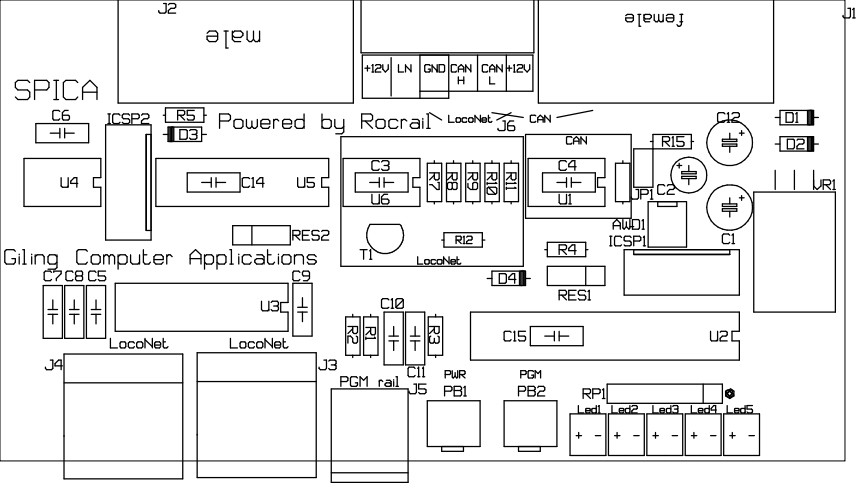 J2
J1
male
female
+12V LN GND CAN H CAN L +12V
SPICA
C6
ICSP2
R5
D3
Powered by Rocrail
LocoNet
J6
CAN
C12
D1
D2
CAN
R15
U4
C14
U5
C3
U6
R7
R8
R9
R10
R11
C4
U1
JP1
C2
VR1
RES2
T1
R12
LocoNet
AWD1
ICSP1
C1
R4
Giling Computer Applications
D4
RES1
C7 C8 C5
U3
C9
C10
R2
R1
C11
R3
C15
U2
LocoNet
LocoNet
J4
J3
PGM rail
J5
PWR
PB1
PGM
PB2
RP1
Led1 Led2 Led3 Led4 Led5
+ - + - + - + - + -